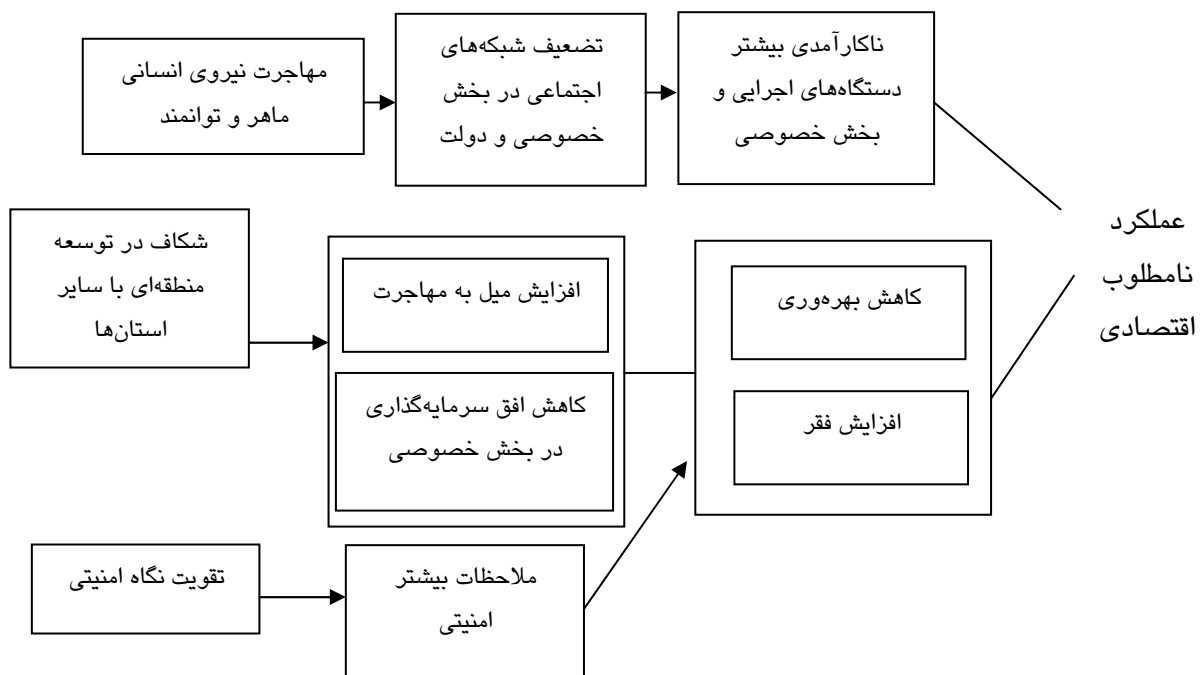 مهاجرت نیروی انسانی
ماهر و توانمند
تضعیف شبکه‌های
اجتماعی در بخش
خصوصی و دولت
ناکارآمدی بیشتر
دستگاه‌های اجرایی و
بخش خصوصی
شکاف در توسعه
منطقه‌ای با سایر
استان‌ها
افزایش میل به مهاجرت
کاهش افق سرمایه‌گذاری
در بخش خصوصی
کاهش بهره‌وری
افزایش فقر
تقویت نگاه امنیتی
ملاحظات بیشتر
امنیتی
عملکرد
نامطلوب
اقتصادی